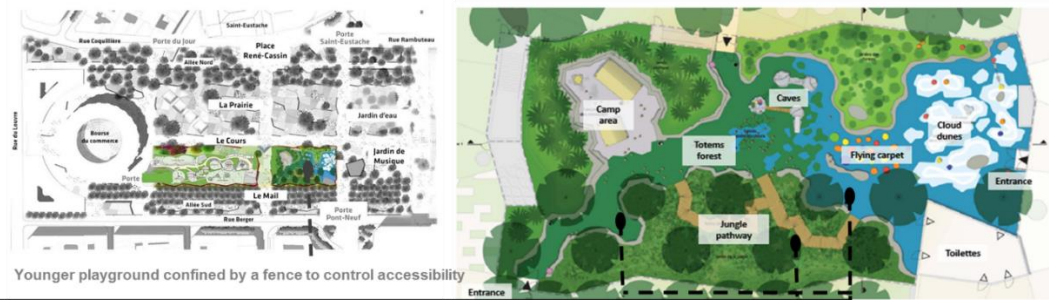 Saint-Eustache
Rue Coquillière
Porte du Jour
Place
René-Cassin
Porte
Saint-Eustache
Rue Rambuteau
Allée Nord
La Prairie
Jardin d'eau
Rue du Louvre
Bourse
du commerce
Le Cours
Jardin de
Musique
Porte
Le Mail
Allée Sud
Porte
Pont-Neuf
Rue Berger
Younger playground confined by a fence to control accessibility
Camp
area
Caves
Cloud
dunes
Totems
forest
Flying carpet
Entrance
Jungle
pathway
Toilettes
Entrance